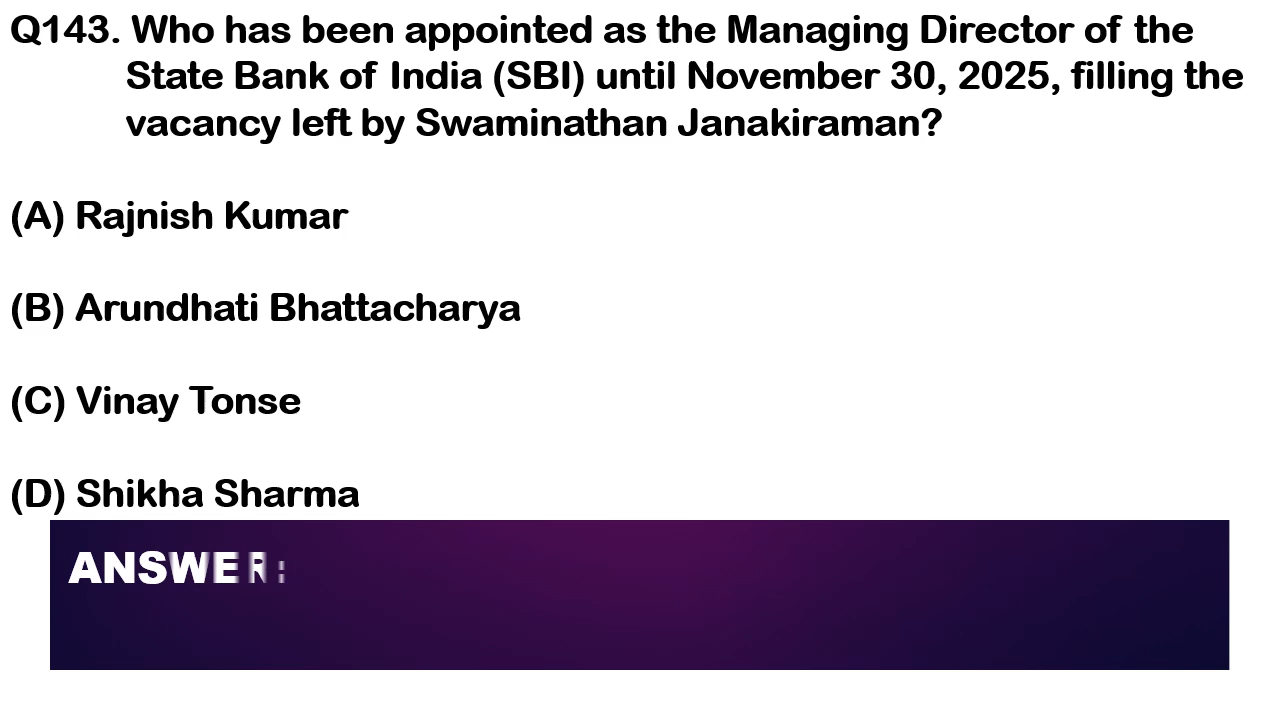 Q143. Who has been appointed as the Managing Director of the
State Bank of India (SBI) until November 30, 2025, filling the
vacancy left by Swaminathan Janakiraman?
(A) Rajnish Kumar
(B) Arundhati Bhattacharya
(C) Vinay Tonse
(D) Shikha Sharma
ANSWER: